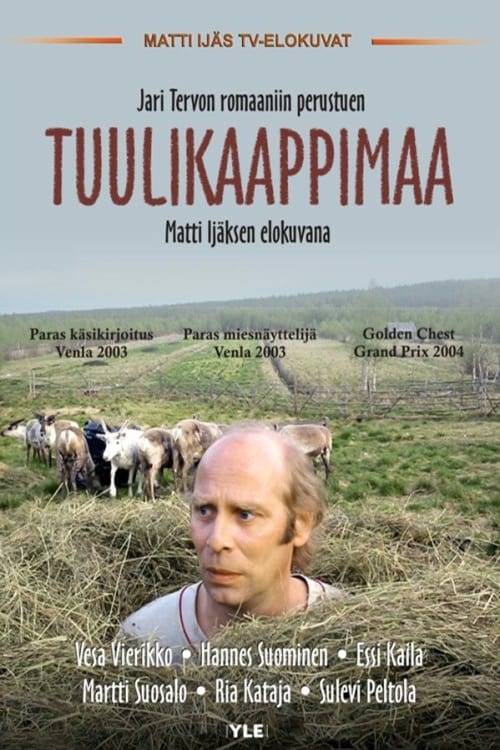 MATTI IJÄS TV-ELOKUVAT
Jari Tervon romaaniin perustuen
TUULIKAAPPIMAA
Matti Ijäksen elokuvana
Paras käsikirjoitus
Venla 2003
Paras miesnäyttelijä
Venla 2003
Golden Chest
Grand Prix 2004
Vesa Vierikko • Hannes Suominen • Essi Kaila
Martti Suosalo • Ria Kataja • Sulevi Peltola
YLE